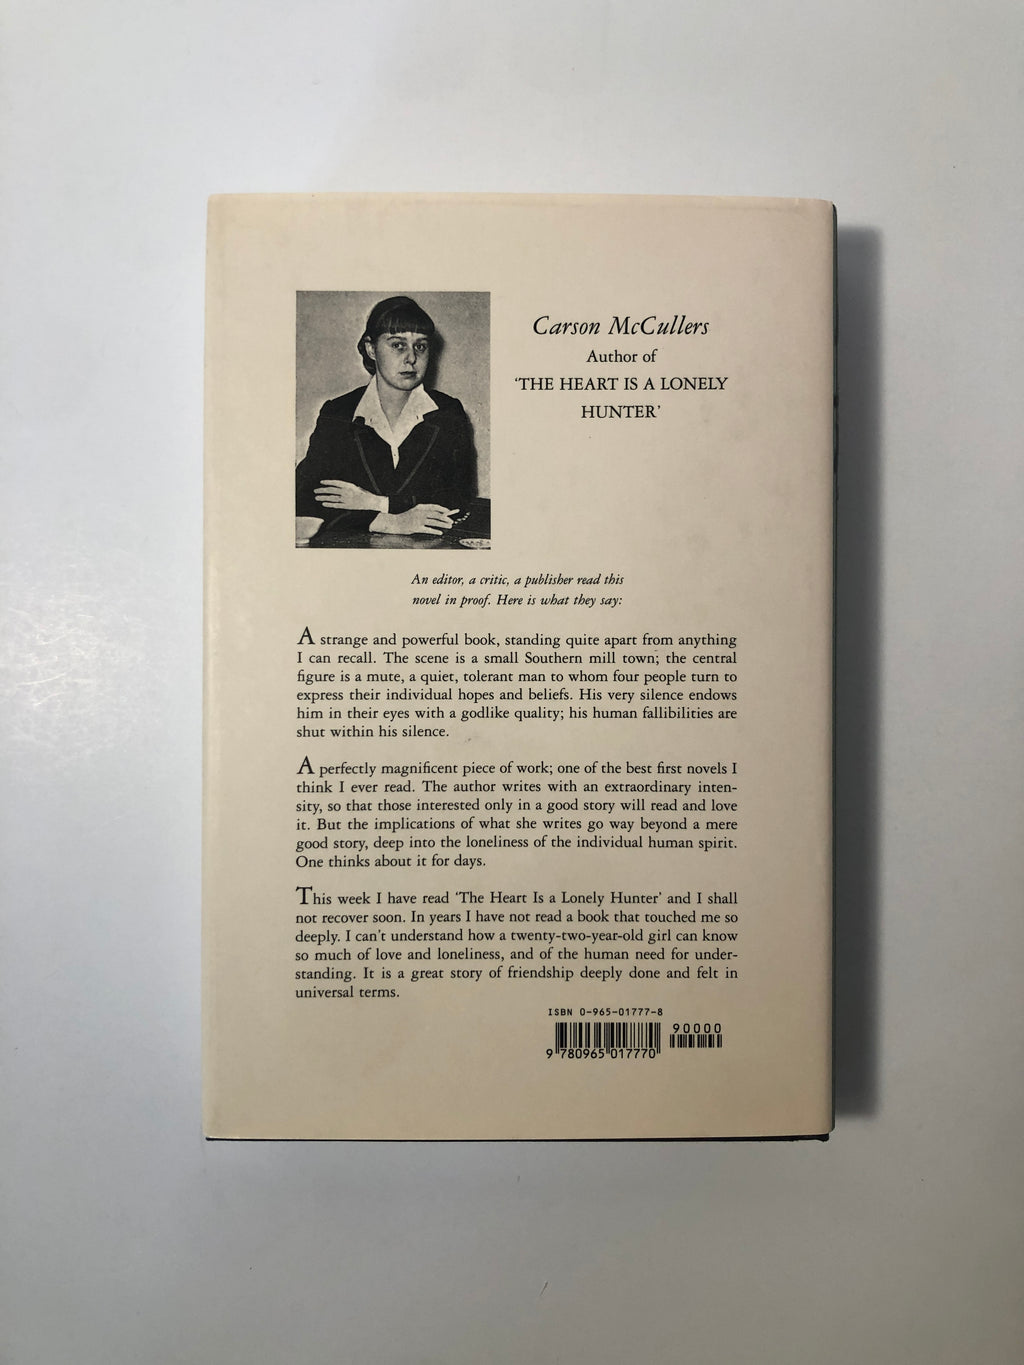 Carson McCullers
Author of
‘THE HEART IS A LONELY
HUNTER’
An editor, a critic, a publisher read this
novel in proof. Here is what they say:
A strange and powerful book, standing quite apart from anything
I can recall. The scene is a small Southern mill town; the central
figure is a mute, a quiet, tolerant man to whom four people turn to
express their individual hopes and beliefs. His very silence endows
him in their eyes with a godlike quality; his human fallibilities are
shut within his silence.
A perfectly magnificent piece of work; one of the best first novels I
think I ever read. The author writes with an extraordinary inten-
sity, so that those interested only in a good story will read and love
it. But the implications of what she writes go way beyond a mere
good story, deep into the loneliness of the individual human spirit.
One thinks about it for days.
This week I have read ‘The Heart Is a Lonely Hunter’ and I shall
not recover soon. In years I have not read a book that touched me so
deeply. I can’t understand how a twenty-two-year-old girl can know
so much of love and loneliness, and of the human need for under-
standing. It is a great story of friendship deeply done and felt in
universal terms.
ISBN 0-965-01777-8
90000
9 780965 017770